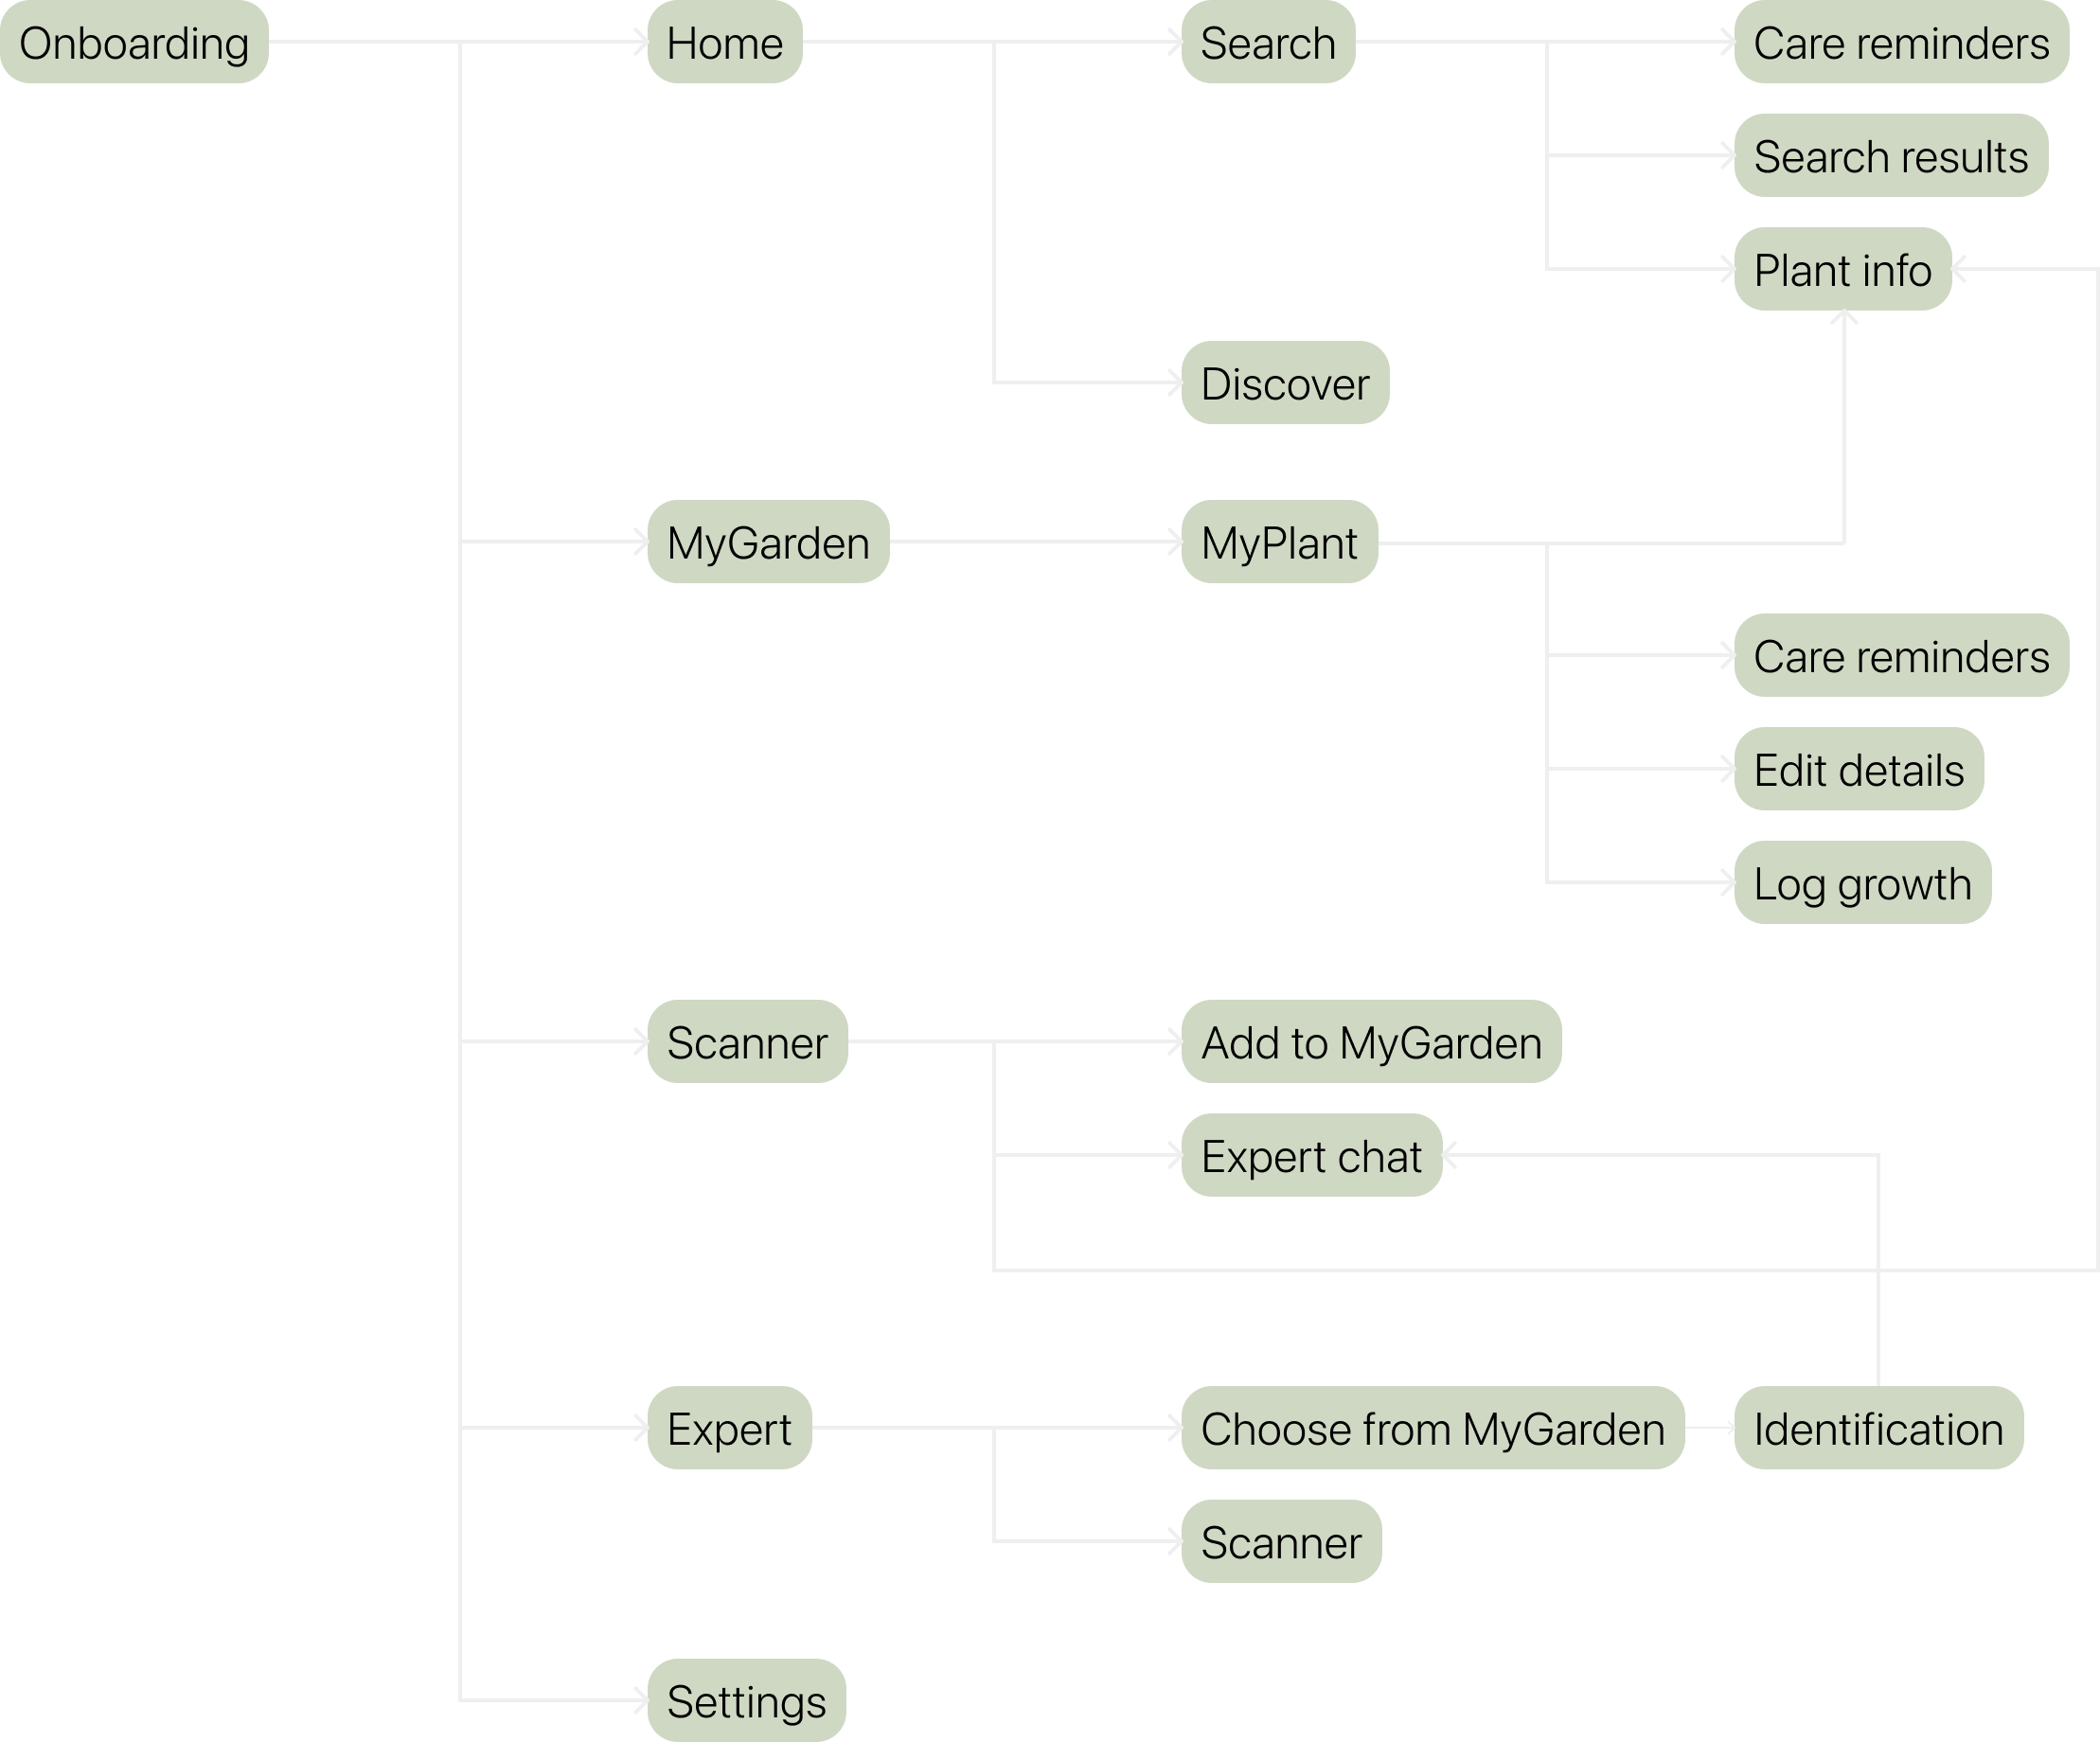 Onboarding
Home
Search
Care reminders
Search results
Plant info
Discover
MyGarden
MyPlant
Care reminders
Edit details
Log growth
Scanner
Add to MyGarden
Expert chat
Expert
Choose from MyGarden
Identification
Scanner
Settings